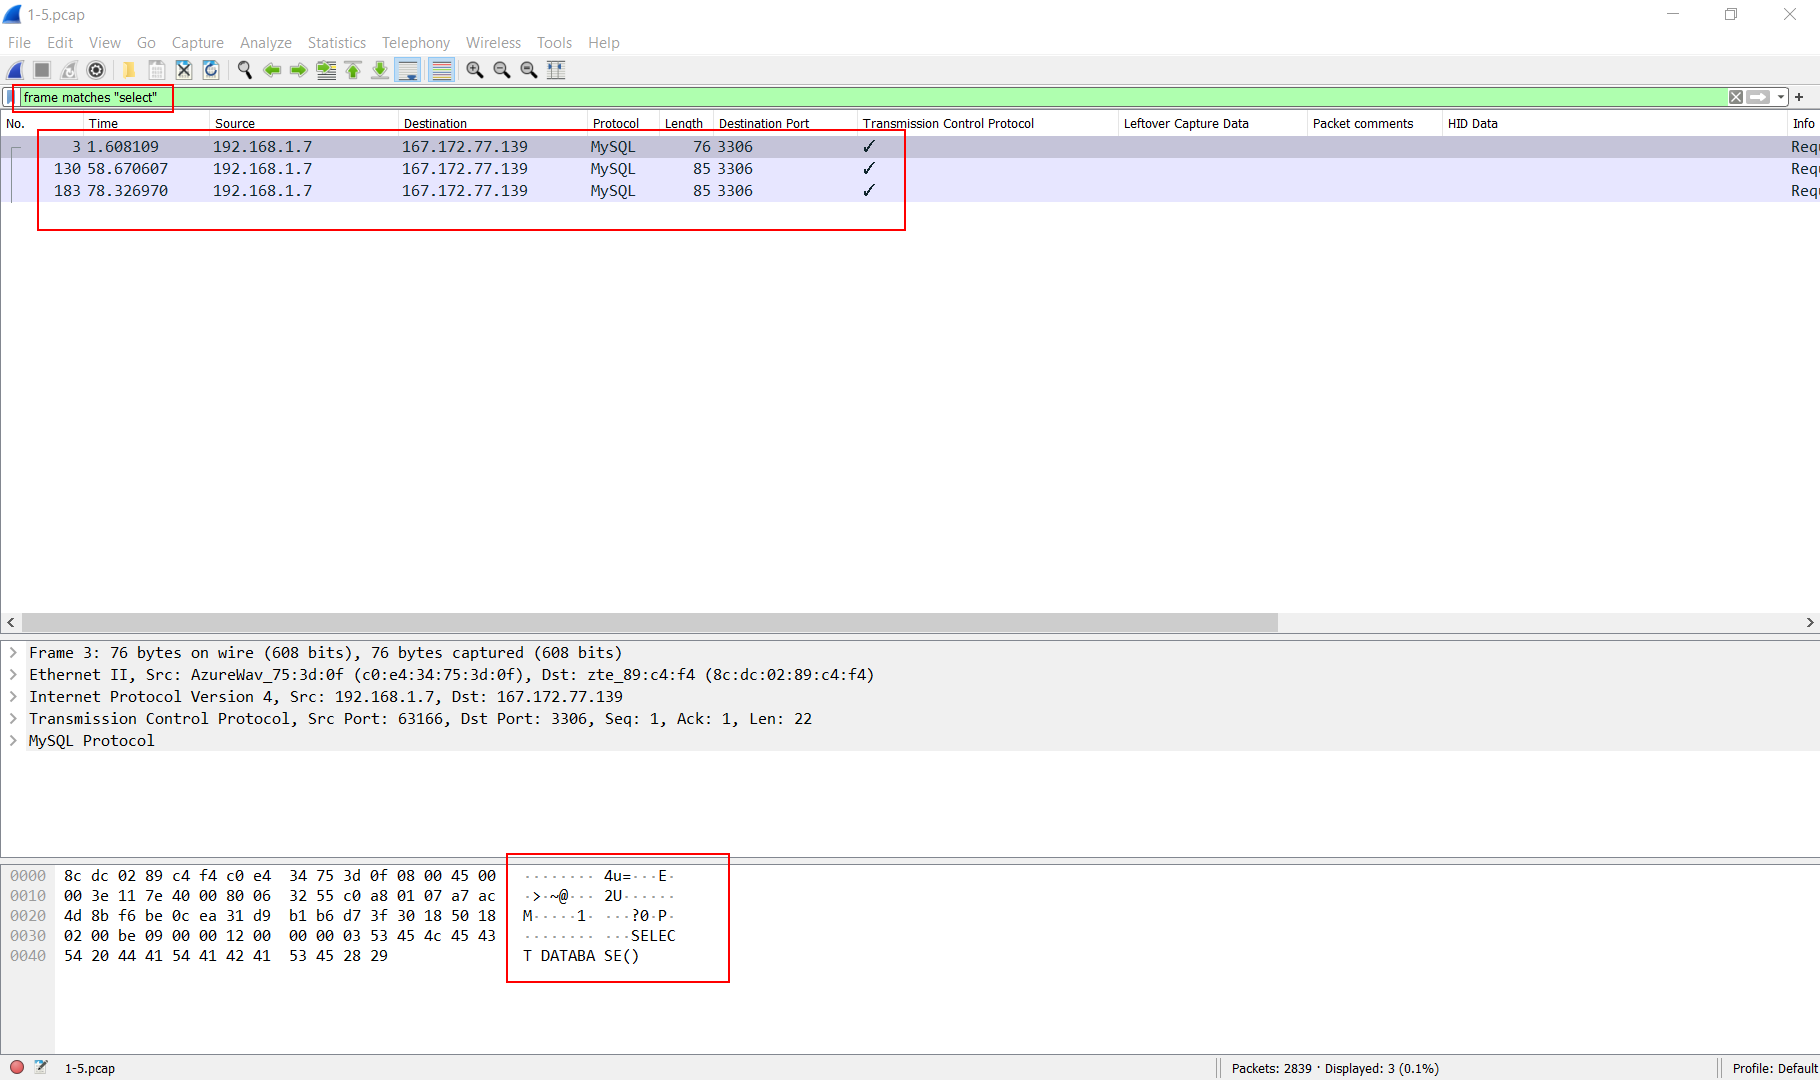 1-5.pcap
File Edit View Go Capture Analyze Statistics Telephony Wireless Tools Help
frame matches "select"
No. Time Source Destination Protocol Length Destination Port Transmission Control Protocol Leftover Capture Data Packet comments HID Data Info
3 1.608109 192.168.1.7 167.172.77.139 MySQL 76 3306 ✓ Requ
130 58.670607 192.168.1.7 167.172.77.139 MySQL 85 3306 ✓ Requ
183 78.326970 192.168.1.7 167.172.77.139 MySQL 85 3306 ✓ Requ
Frame 3: 76 bytes on wire (608 bits), 76 bytes captured (608 bits)
Ethernet II, Src: AzureWav_75:3d:0f (c0:e4:34:75:3d:0f), Dst: zte_89:c4:f4 (8c:dc:02:89:c4:f4)
Internet Protocol Version 4, Src: 192.168.1.7, Dst: 167.172.77.139
Transmission Control Protocol, Src Port: 63166, Dst Port: 3306, Seq: 1, Ack: 1, Len: 22
MySQL Protocol
0000 8c dc 02 89 c4 f4 c0 e4 34 75 3d 0f 08 00 45 00 ········ 4u=···E·
0010 00 3e 11 7e 40 00 80 06 32 55 c0 a8 01 07 a7 ac ·>·~@··· 2U······
0020 4d 8b f6 be 0c ea 31 d9 b1 b6 d7 3f 30 18 50 18 M·····1· ···?0·P·
0030 02 00 be 09 00 00 12 00 00 00 03 53 45 4c 45 43 ········ ···SELEC
0040 54 20 44 41 54 41 42 41 53 45 28 29 T DATABA SE()
1-5.pcap Packets: 2839 · Displayed: 3 (0.1%) Profile: Default